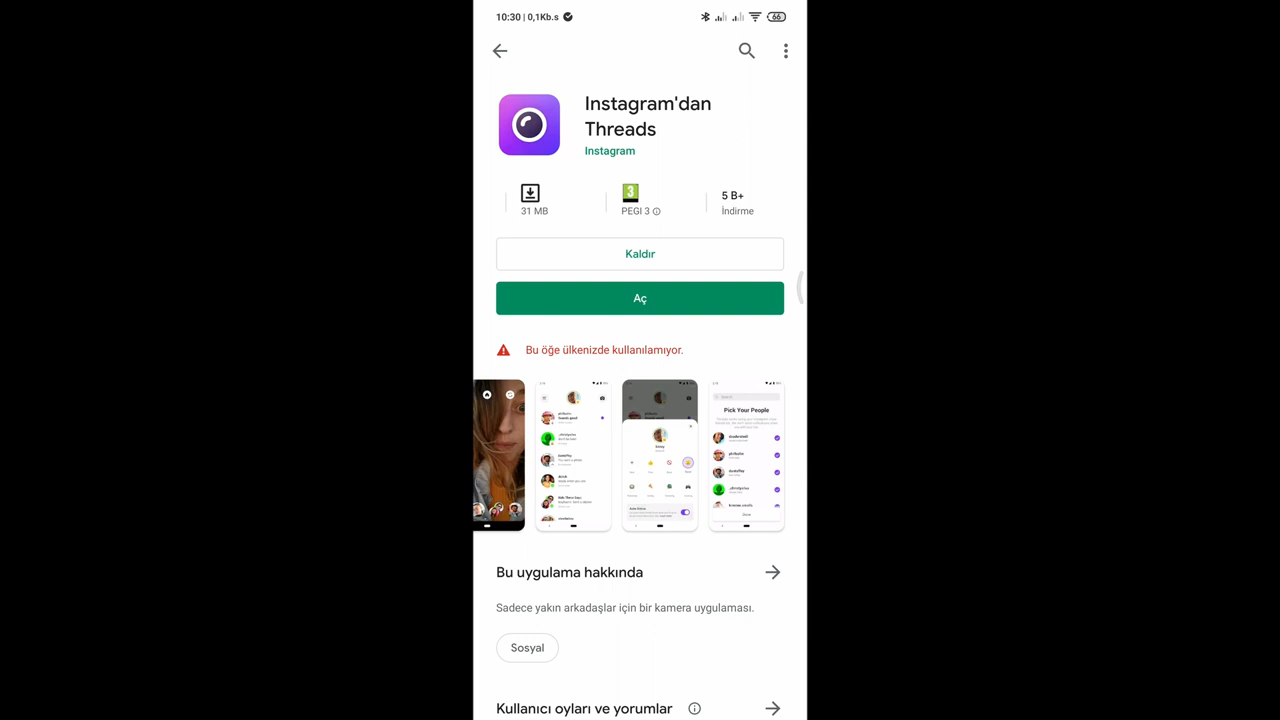 10:30 | 0,1Kb.s
66
Instagram'dan
Threads
Instagram
31 MB
3
PEGI 3
5 B+
İndirme
Kaldır
Aç
Bu öğe ülkenizde kullanılamıyor.
Pick Your People
Bu uygulama hakkında
Sadece yakın arkadaşlar için bir kamera uygulaması.
Sosyal
Kullanıcı oyları ve yorumlar